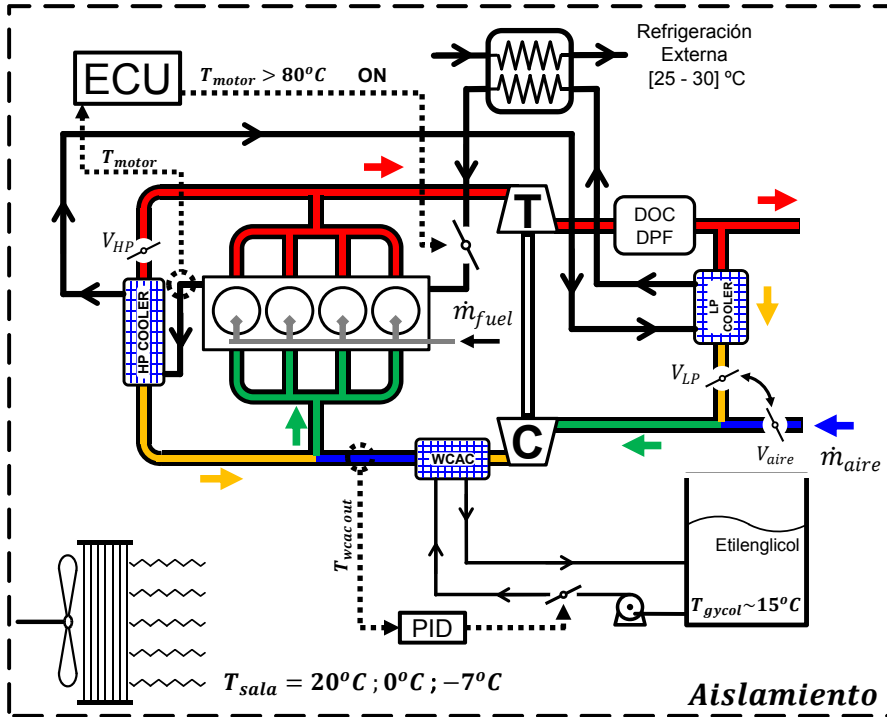 Refrigeración
Externa
[25 - 30] ºC
ECU
T_motor > 80ºC ON
T_motor
T
DOC
DPF
V_HP
HP COOLER
ṁ_fuel
LP
COOLER
V_LP
C
V_aire
ṁ_aire
WCAC
T_wcac out
Etilenglicol
T_gycol~15ºC
PID
T_sala = 20ºC ; 0ºC ; −7ºC
Aislamiento